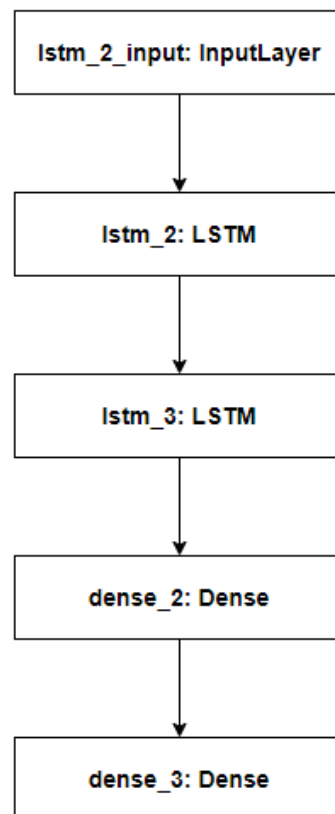 lstm_2_input: InputLayer
lstm_2: LSTM
lstm_3: LSTM
dense_2: Dense
dense_3: Dense